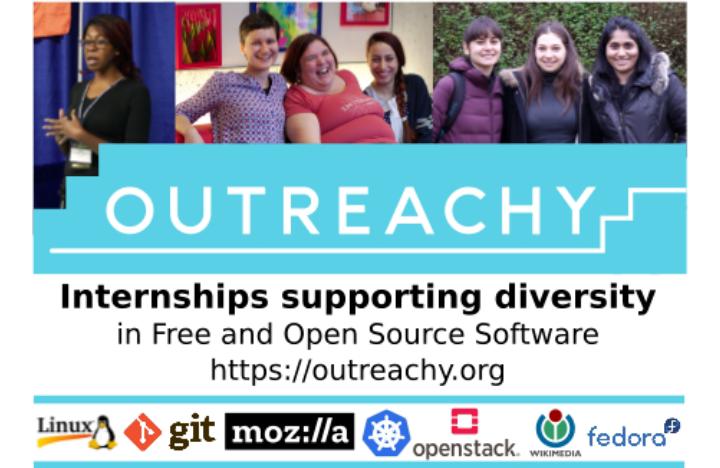 OUTREACHY
Internships supporting diversity
in Free and Open Source Software
https://outreachy.org
Linux git moz://a openstack. WIKIMEDIA fedora